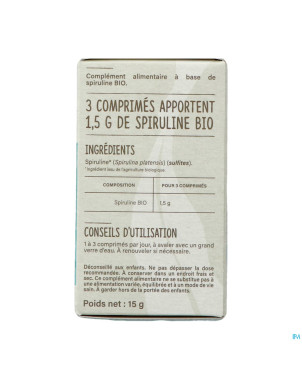 Complément alimentaire à base de
spiruline BIO.
3 COMPRIMÉS APPORTENT
1,5 G DE SPIRULINE BIO
INGRÉDIENTS
Spiruline* (Spirulina platensis) (sulfites).
*Ingrédient issu de l'agriculture biologique.
COMPOSITION POUR 3 COMPRIMÉS
Spiruline BIO 1,5 g
CONSEILS D'UTILISATION
1 à 3 comprimés par jour, à avaler avec un grand
verre d'eau. À renouveler si nécessaire.
Déconseillé aux enfants. Ne pas dépasser la dose
recommandée. À conserver dans un endroit frais et
sec. Ce complément alimentaire ne se substitue pas à
une alimentation variée, équilibrée et à un mode de vie
sain. À garder hors de la portée des enfants.
Poids net : 15 g